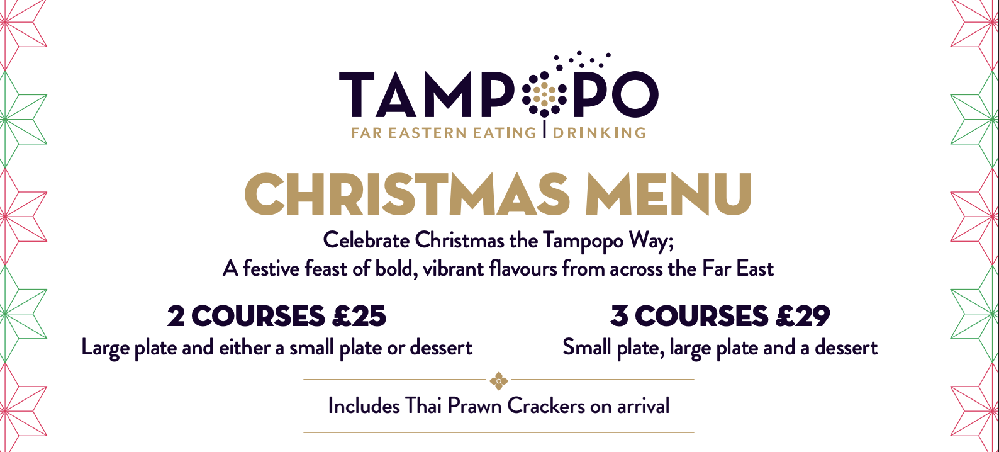 TAMPOPO
FAR EASTERN EATING DRINKING
CHRISTMAS MENU
Celebrate Christmas the Tampopo Way;
A festive feast of bold, vibrant flavours from across the Far East
2 COURSES £25
Large plate and either a small plate or dessert
3 COURSES £29
Small plate, large plate and a dessert
Includes Thai Prawn Crackers on arrival